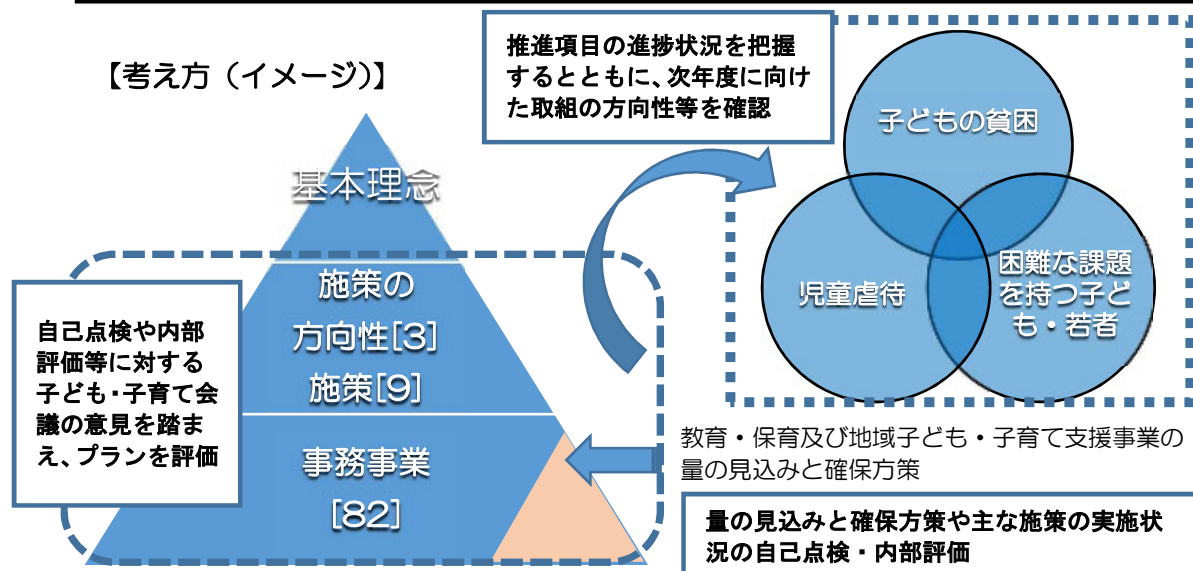 【考え方（イメージ）】
推進項目の進捗状況を把握
するとともに、次年度に向け
た取組の方向性等を確認
基本理念
施策の
方向性[3]
施策[9]
事務事業
[82]
自己点検や内部
評価等に対する
子ども・子育て会
議の意見を踏ま
え、プランを評価
子どもの貧困
児童虐待
困難な課題
を持つ子ど
も・若者
教育・保育及び地域子ども・子育て支援事業の
量の見込みと確保方策
量の見込みと確保方策や主な施策の実施状
況の自己点検・内部評価